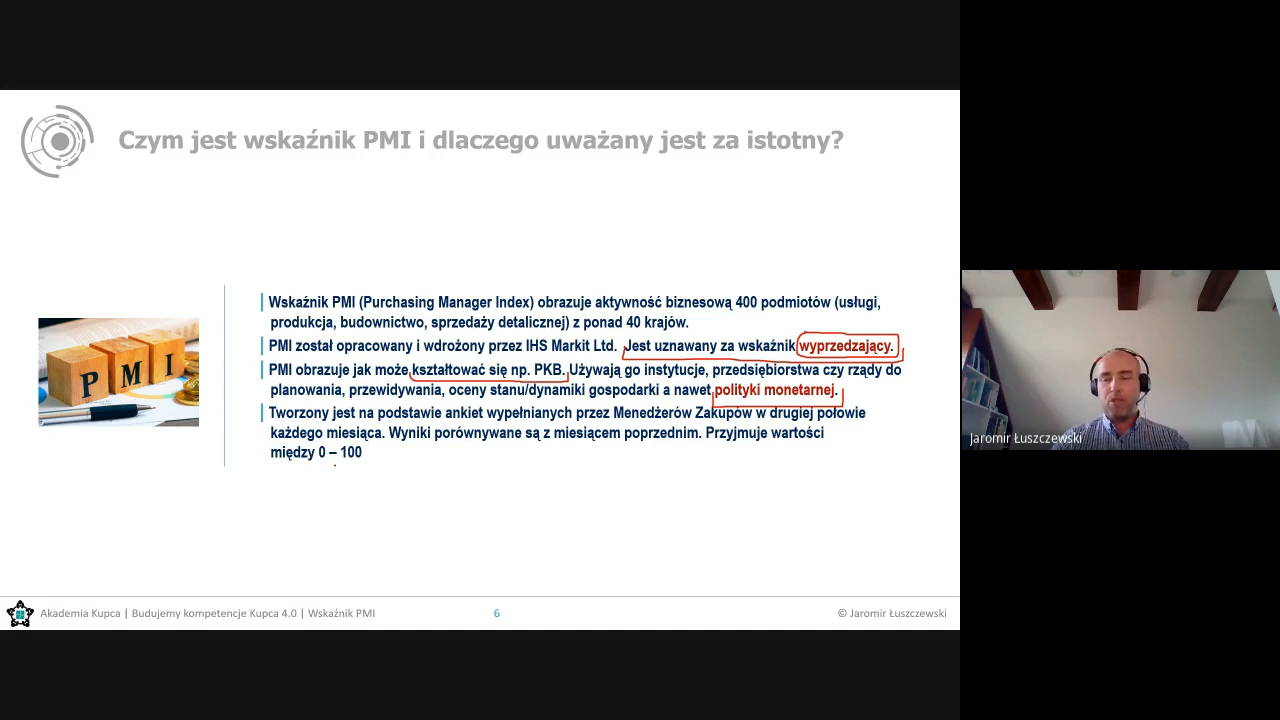 Czym jest wskaźnik PMI i dlaczego uważany jest za istotny?
Wskaźnik PMI (Purchasing Manager Index) obrazuje aktywność biznesową 400 podmiotów (usługi,
produkcja, budownictwo, sprzedaży detalicznej) z ponad 40 krajów.
PMI został opracowany i wdrożony przez IHS Markit Ltd. Jest uznawany za wskaźnik wyprzedzający.
PMI obrazuje jak może kształtować się np. PKB. Używają go instytucje, przedsiębiorstwa czy rządy do
planowania, przewidywania, oceny stanu/dynamiki gospodarki a nawet polityki monetarnej.
Tworzony jest na podstawie ankiet wypełnianych przez Menedżerów Zakupów w drugiej połowie
każdego miesiąca. Wyniki porównywane są z miesiącem poprzednim. Przyjmuje wartości
między 0 – 100
P M I
Jaromir Łuszczewski
Akademia Kupca | Budujemy kompetencje Kupca 4.0 | Wskaźnik PMI
6
© Jaromir Łuszczewski